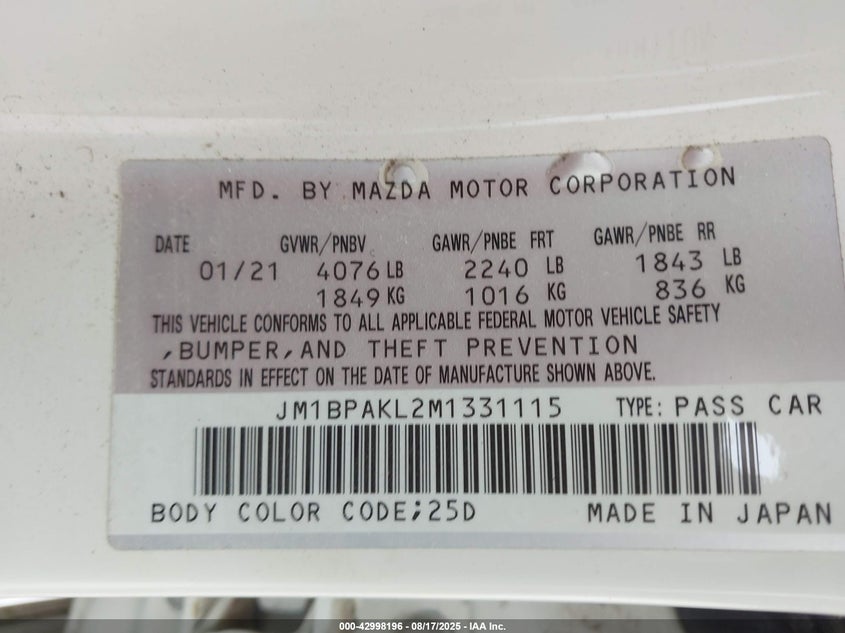 MFD. BY MAZDA MOTOR CORPORATION
DATE GVWR/PNBV GAWR/PNBE FRT GAWR/PNBE RR
01/21 4076 LB 2240 LB 1843 LB
1849 KG 1016 KG 836 KG
THIS VEHICLE CONFORMS TO ALL APPLICABLE FEDERAL MOTOR VEHICLE SAFETY
,BUMPER,AND THEFT PREVENTION
STANDARDS IN EFFECT ON THE DATE OF MANUFACTURE SHOWN ABOVE.
JM1BPAKL2M1331115 TYPE: PASS CAR
BODY COLOR CODE;25D MADE IN JAPAN
000-42998196 - 08/17/2025 - IAA Inc.